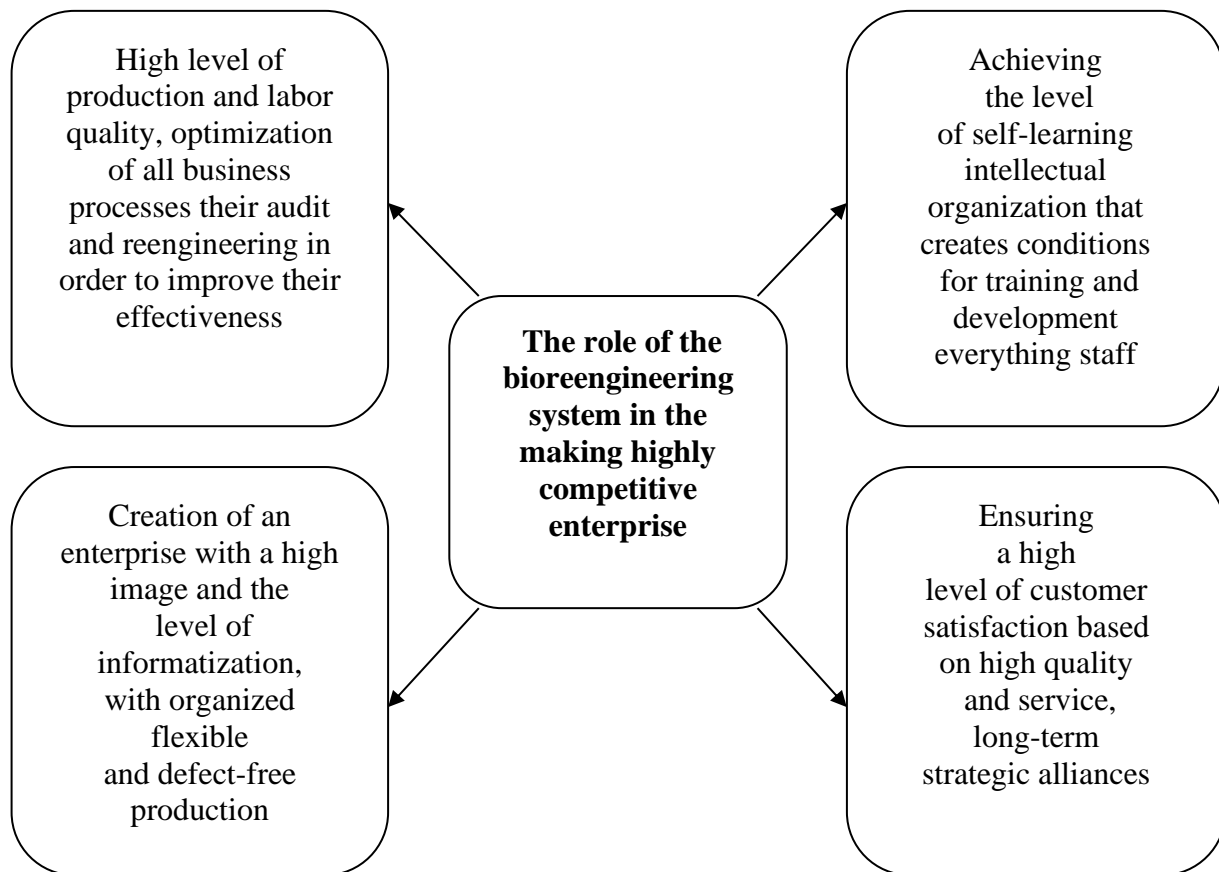 High level of
production and labor
quality, optimization
of all business
processes their audit
and reengineering in
order to improve their
effectiveness
Achieving
the level
of self-learning
intellectual
organization that
creates conditions
for training and
development
everything staff
The role of the
bioreengineering
system in the
making highly
competitive
enterprise
Creation of an
enterprise with a high
image and the
level of
informatization,
with organized
flexible
and defect-free
production
Ensuring
a high
level of customer
satisfaction based
on high quality
and service,
long-term
strategic alliances